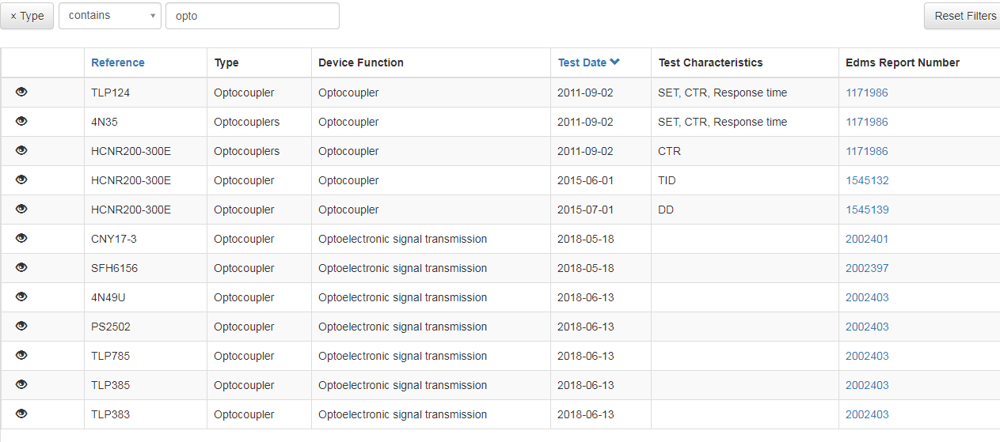 × Type contains opto Reset Filters
Reference Type Device Function Test Date Test Characteristics Edms Report Number
TLP124 Optocoupler Optocoupler 2011-09-02 SET, CTR, Response time 1171986
4N35 Optocouplers Optocoupler 2011-09-02 SET, CTR, Response time 1171986
HCNR200-300E Optocouplers Optocoupler 2011-09-02 CTR 1171986
HCNR200-300E Optocoupler Optocoupler 2015-06-01 TID 1545132
HCNR200-300E Optocoupler Optocoupler 2015-07-01 DD 1545139
CNY17-3 Optocoupler Optoelectronic signal transmission 2018-05-18 2002401
SFH6156 Optocoupler Optoelectronic signal transmission 2018-05-18 2002397
4N49U Optocoupler Optoelectronic signal transmission 2018-06-13 2002403
PS2502 Optocoupler Optoelectronic signal transmission 2018-06-13 2002403
TLP785 Optocoupler Optoelectronic signal transmission 2018-06-13 2002403
TLP385 Optocoupler Optoelectronic signal transmission 2018-06-13 2002403
TLP383 Optocoupler Optoelectronic signal transmission 2018-06-13 2002403